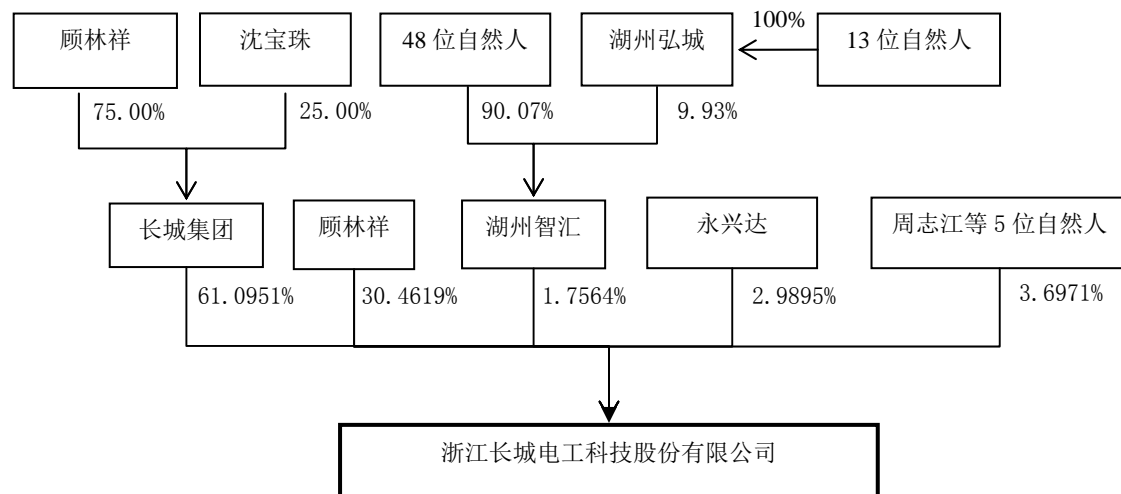 顾林祥
沈宝珠
48 位自然人
湖州弘城
100%
13 位自然人
75.00%
25.00%
90.07%
9.93%
长城集团
顾林祥
湖州智汇
永兴达
周志江等 5 位自然人
61.0951%
30.4619%
1.7564%
2.9895%
3.6971%
浙江长城电工科技股份有限公司